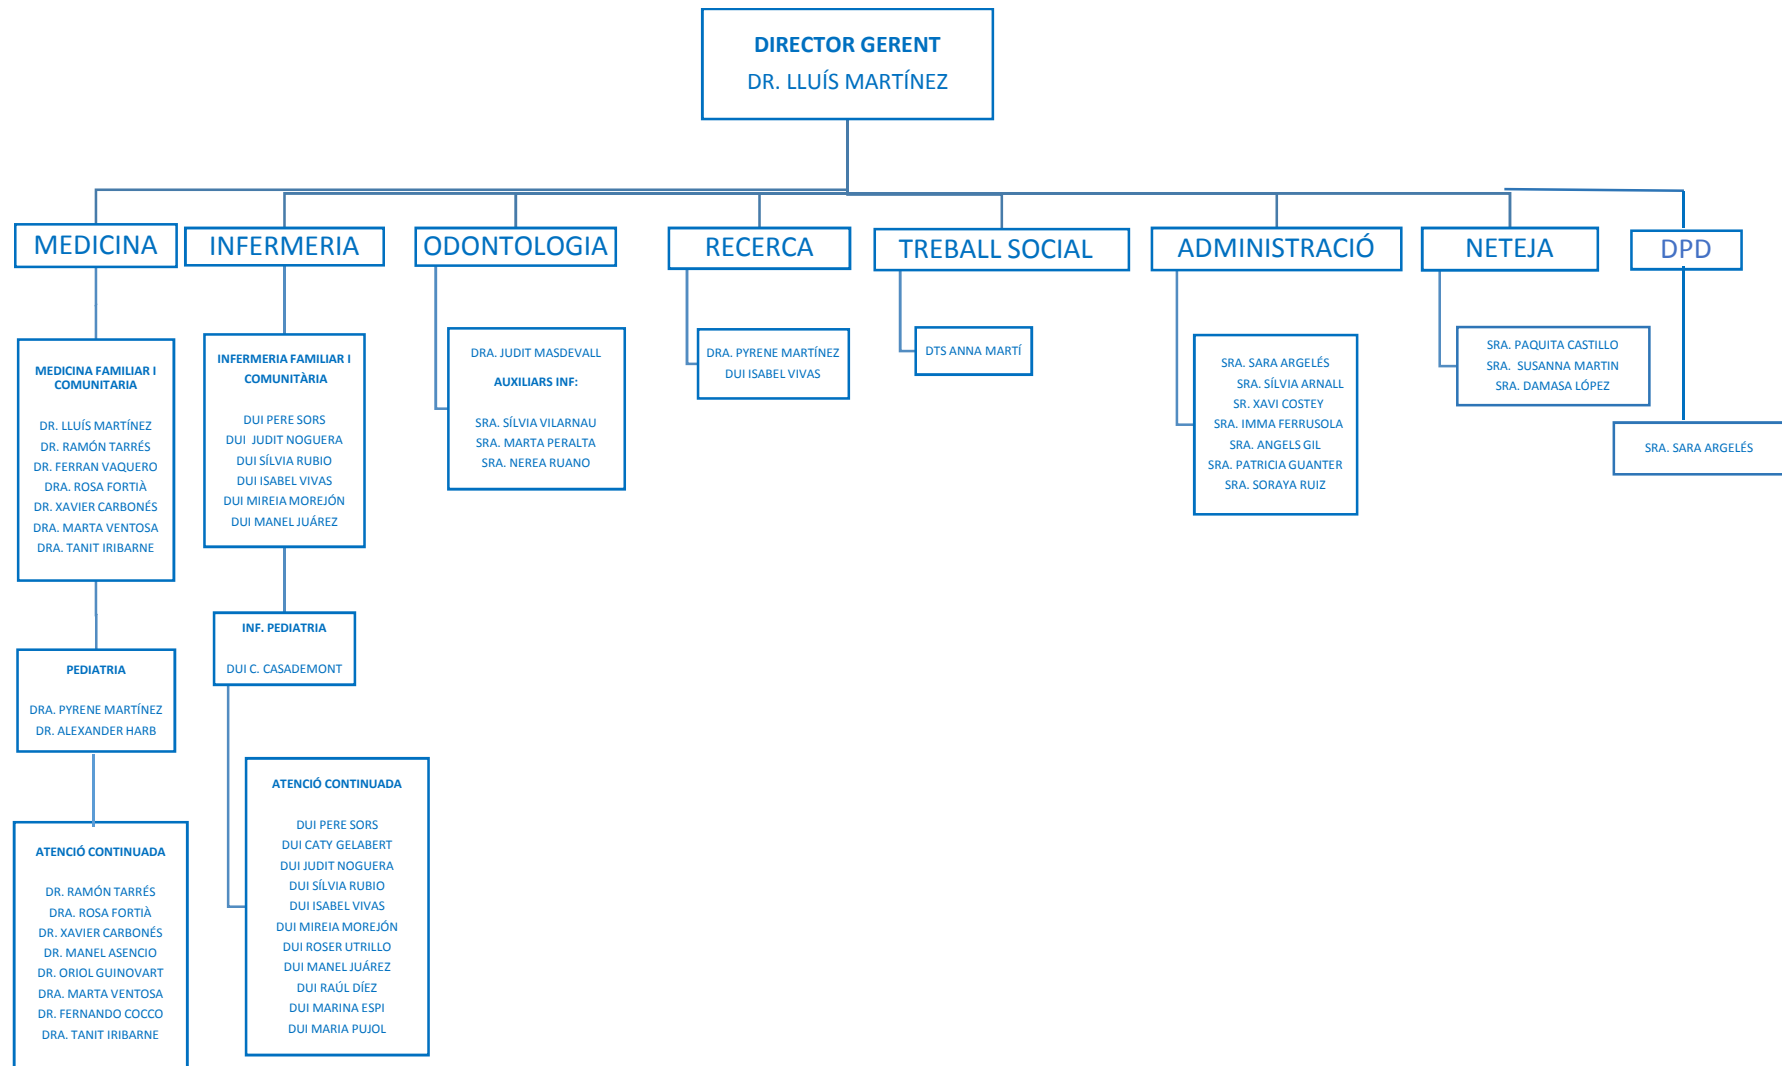 DIRECTOR GERENT
DR. LLUÍS MARTÍNEZ
MEDICINA
INFERMERIA
ODONTOLOGIA
RECERCA
TREBALL SOCIAL
ADMINISTRACIÓ
NETEJA
DPD
MEDICINA FAMILIAR I
COMUNITARIA
DR. LLUÍS MARTÍNEZ
DR. RAMÓN TARRÉS
DR. FERRAN VAQUERO
DRA. ROSA FORTIÀ
DR. XAVIER CARBONÉS
DRA. MARTA VENTOSA
DRA. TANIT IRIBARNE
PEDIATRIA
DRA. PYRENE MARTÍNEZ
DR. ALEXANDER HARB
ATENCIÓ CONTINUADA
DR. RAMÓN TARRÉS
DRA. ROSA FORTIÀ
DR. XAVIER CARBONÉS
DR. MANEL ASENCIO
DR. ORIOL GUINOVART
DRA. MARTA VENTOSA
DR. FERNANDO COCCO
DRA. TANIT IRIBARNE
INFERMERIA FAMILIAR I
COMUNITÀRIA
DUI PERE SORS
DUI JUDIT NOGUERA
DUI SÍLVIA RUBIO
DUI ISABEL VIVAS
DUI MIREIA MOREJÓN
DUI MANEL JUÁREZ
INF. PEDIATRIA
DUI C. CASADEMONT
ATENCIÓ CONTINUADA
DUI PERE SORS
DUI CATY GELABERT
DUI JUDIT NOGUERA
DUI SÍLVIA RUBIO
DUI ISABEL VIVAS
DUI MIREIA MOREJÓN
DUI ROSER UTRILLO
DUI MANEL JUÁREZ
DUI RAÚL DÍEZ
DUI MARINA ESPI
DUI MARIA PUJOL
DRA. JUDIT MASDEVALL
AUXILIARS INF:
SRA. SÍLVIA VILARNAU
SRA. MARTA PERALTA
SRA. NEREA RUANO
DRA. PYRENE MARTÍNEZ
DUI ISABEL VIVAS
DTS ANNA MARTÍ
SRA. SARA ARGELÉS
SRA. SÍLVIA ARNALL
SR. XAVI COSTEY
SRA. IMMA FERRUSOLA
SRA. ANGELS GIL
SRA. PATRICIA GUANTER
SRA. SORAYA RUIZ
SRA. PAQUITA CASTILLO
SRA. SUSANNA MARTIN
SRA. DAMASA LÓPEZ
SRA. SARA ARGELÉS